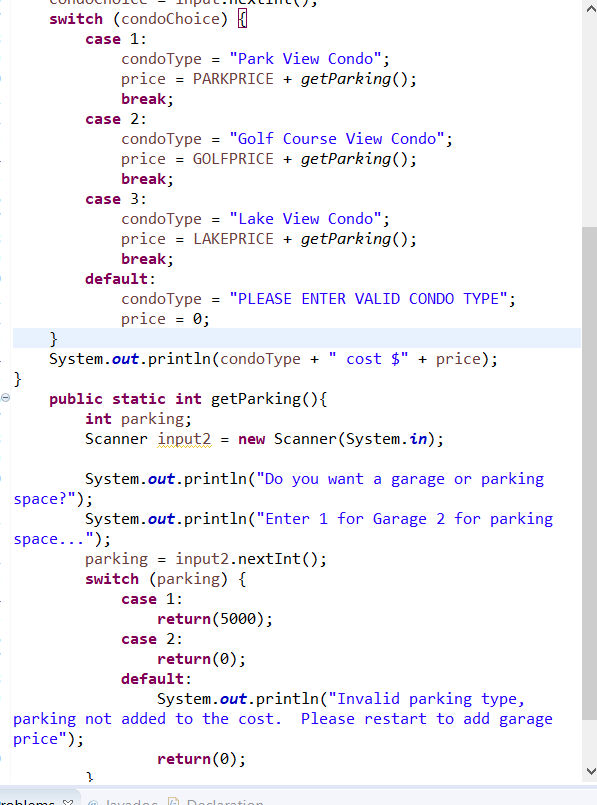 switch (condoChoice) {
case 1:
condoType = "Park View Condo";
price = PARKPRICE + getParking();
break;
case 2:
condoType = "Golf Course View Condo";
price = GOLFPRICE + getParking();
break;
case 3:
condoType = "Lake View Condo";
price = LAKEPRICE + getParking();
break;
default:
condoType = "PLEASE ENTER VALID CONDO TYPE";
price = 0;
}
System.out.println(condoType + " cost $" + price);
}
public static int getParking(){
int parking;
Scanner input2 = new Scanner(System.in);
System.out.println("Do you want a garage or parking
space?");
System.out.println("Enter 1 for Garage 2 for parking
space...");
parking = input2.nextInt();
switch (parking) {
case 1:
return(5000);
case 2:
return(0);
default:
System.out.println("Invalid parking type,
parking not added to the cost.  Please restart to add garage
price");
return(0);
}